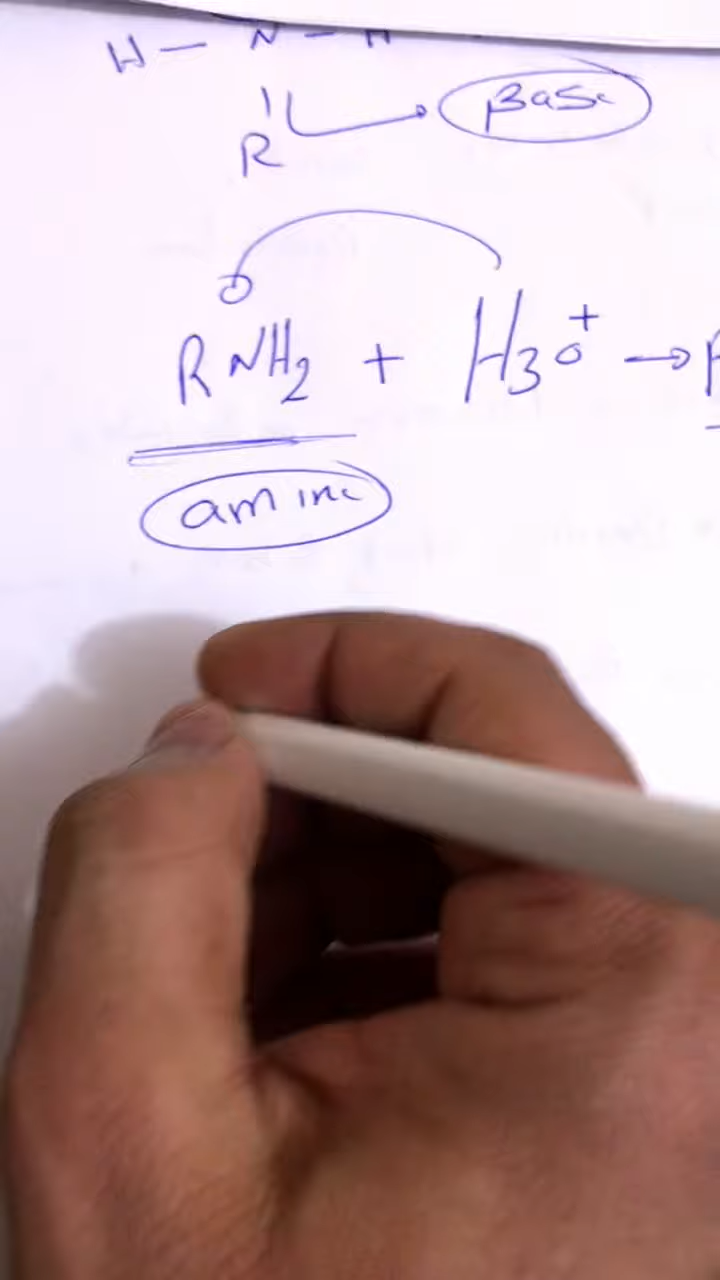 H — N — H
R → Base
RNH₂ + H₃O⁺ →
amine